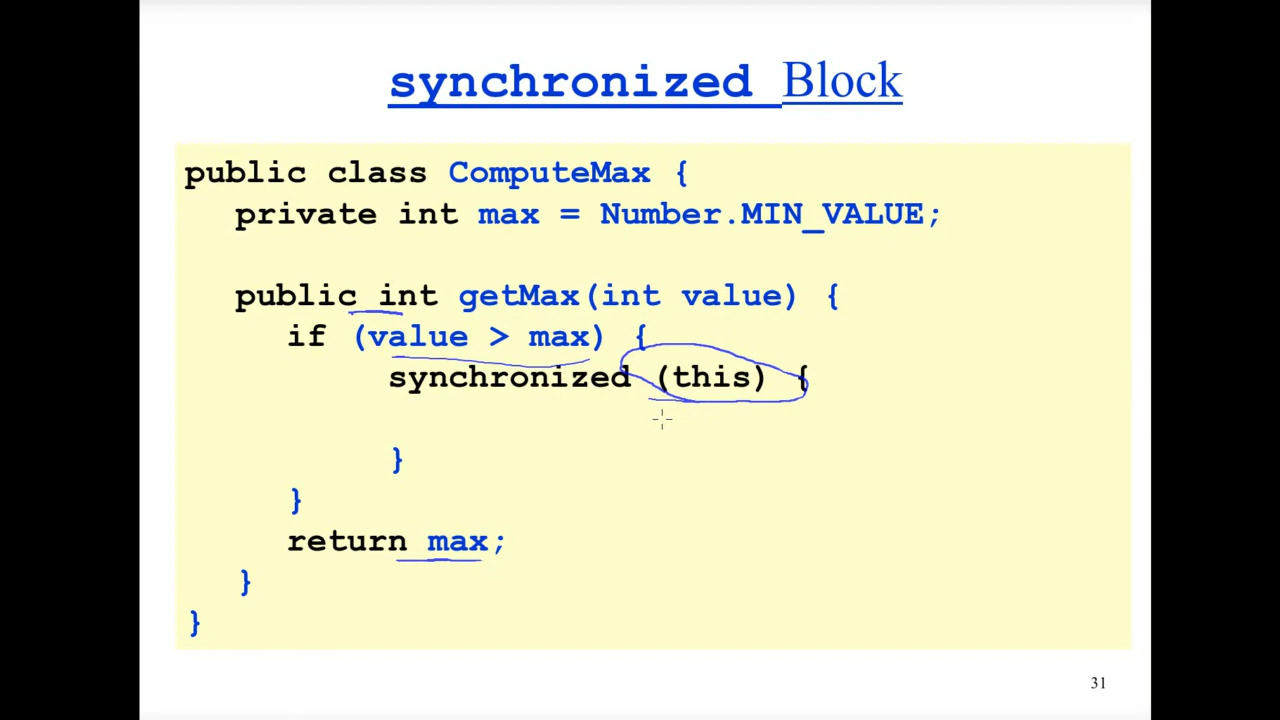 synchronized Block
public class ComputeMax {
private int max = Number.MIN_VALUE;
public int getMax(int value) {
if (value > max) {
synchronized (this) {
}
}
return max;
}
}
31